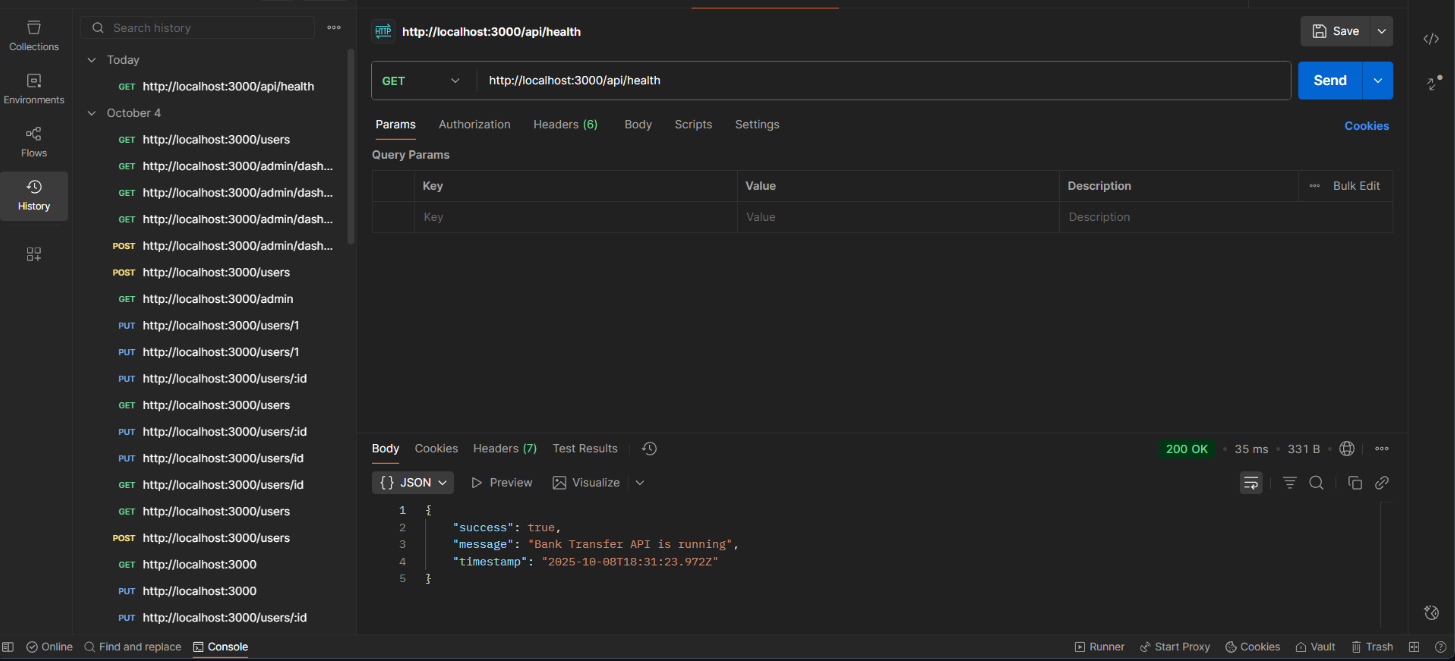 Collections
Environments
Flows
History
Search history
Today
GET http://localhost:3000/api/health
October 4
GET http://localhost:3000/users
GET http://localhost:3000/admin/dash...
GET http://localhost:3000/admin/dash...
GET http://localhost:3000/admin/dash...
POST http://localhost:3000/admin/dash...
POST http://localhost:3000/users
GET http://localhost:3000/admin
PUT http://localhost:3000/users/1
PUT http://localhost:3000/users/1
PUT http://localhost:3000/users/:id
GET http://localhost:3000/users
PUT http://localhost:3000/users/:id
PUT http://localhost:3000/users/id
GET http://localhost:3000/users/id
GET http://localhost:3000/users
POST http://localhost:3000/users
GET http://localhost:3000
PUT http://localhost:3000
PUT http://localhost:3000/users/:id
HTTP http://localhost:3000/api/health Save
GET http://localhost:3000/api/health Send
Params Authorization Headers (6) Body Scripts Settings Cookies
Query Params
Key Value Description Bulk Edit
Key Value Description
Body Cookies Headers (7) Test Results 200 OK 35 ms 331 B
{} JSON Preview Visualize
1 {
2 "success": true,
3 "message": "Bank Transfer API is running",
4 "timestamp": "2025-10-08T18:31:23.972Z"
5 }
Online Find and replace Console Runner Start Proxy Cookies Vault Trash